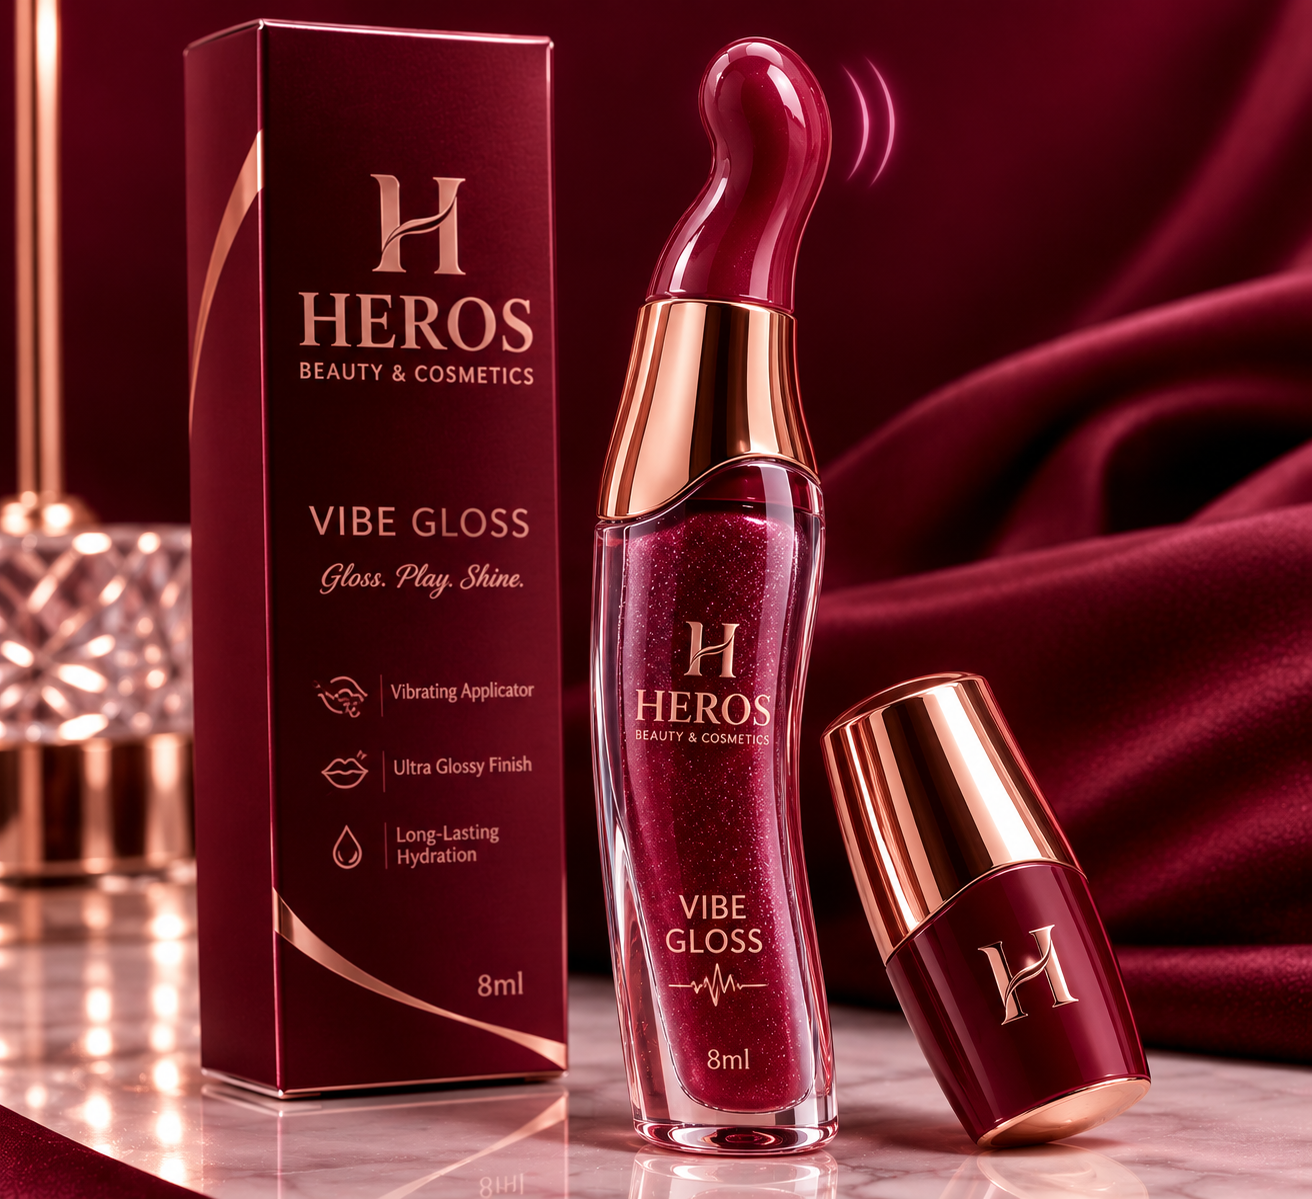 H
HEROS
BEAUTY & COSMETICS
VIBE GLOSS
Gloss. Play. Shine.
Vibrating Applicator
Ultra Glossy Finish
Long-Lasting
Hydration
8ml
H
HEROS
BEAUTY & COSMETICS
VIBE
GLOSS
8ml
H
8ml